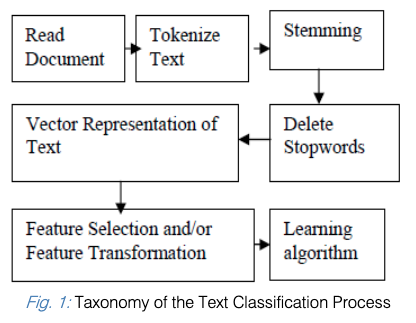 Read
Document
Tokenize
Text
Stemming
Delete
Stopwords
Vector Representation of
Text
Feature Selection and/or
Feature Transformation
Learning
algorithm
Fig. 1: Taxonomy of the Text Classification Process